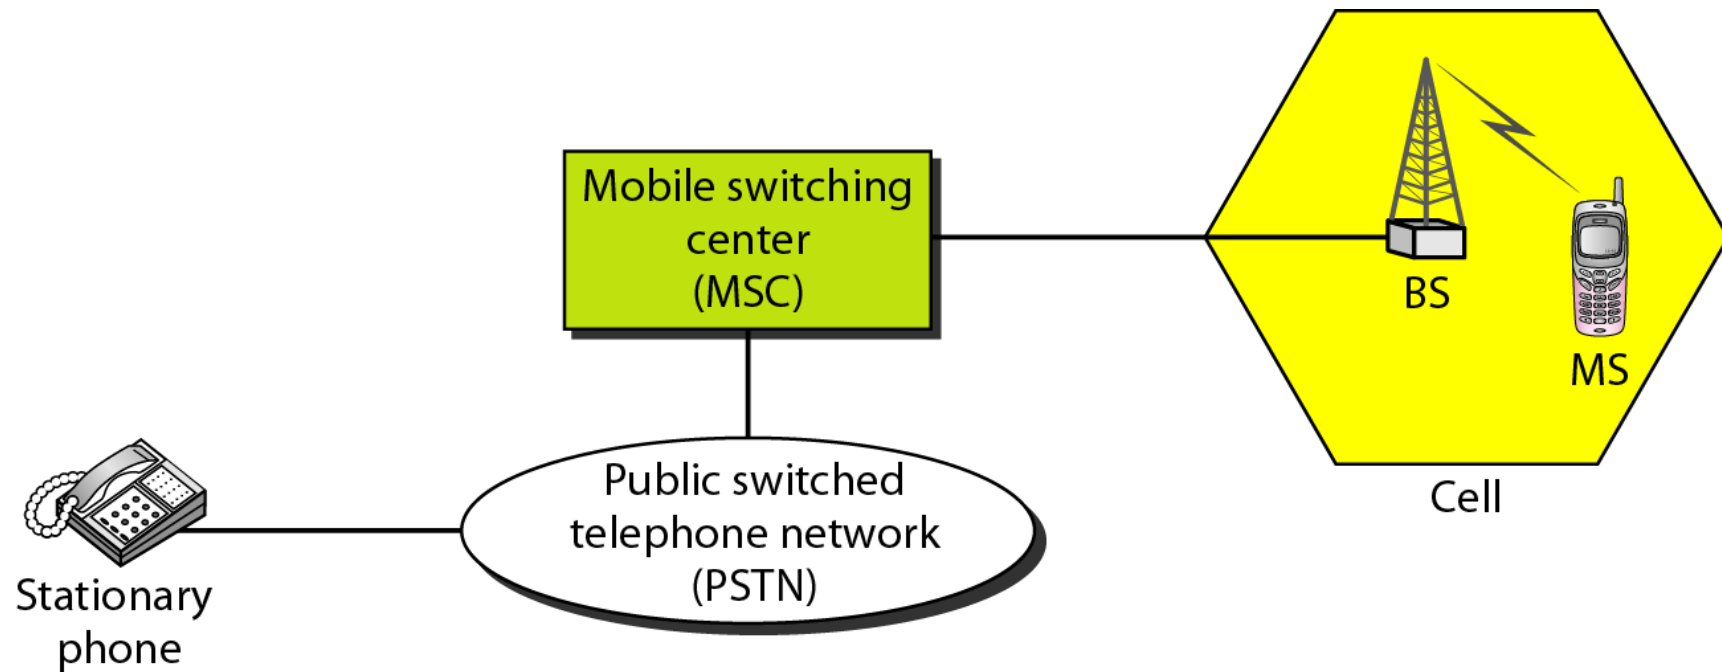 Mobile switching
center
(MSC)
BS
MS
Cell
Public switched
telephone network
(PSTN)
Stationary
phone